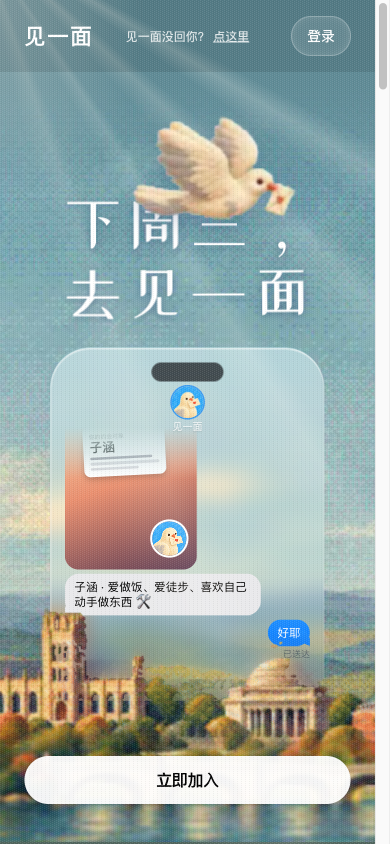 见一面
见一面没回你？ 点这里
登录
下周三，
去见一面
见一面
子涵
子涵 · 爱做饭、爱徒步、喜欢自己
动手做东西 🛠️
好耶
已送达
立即加入